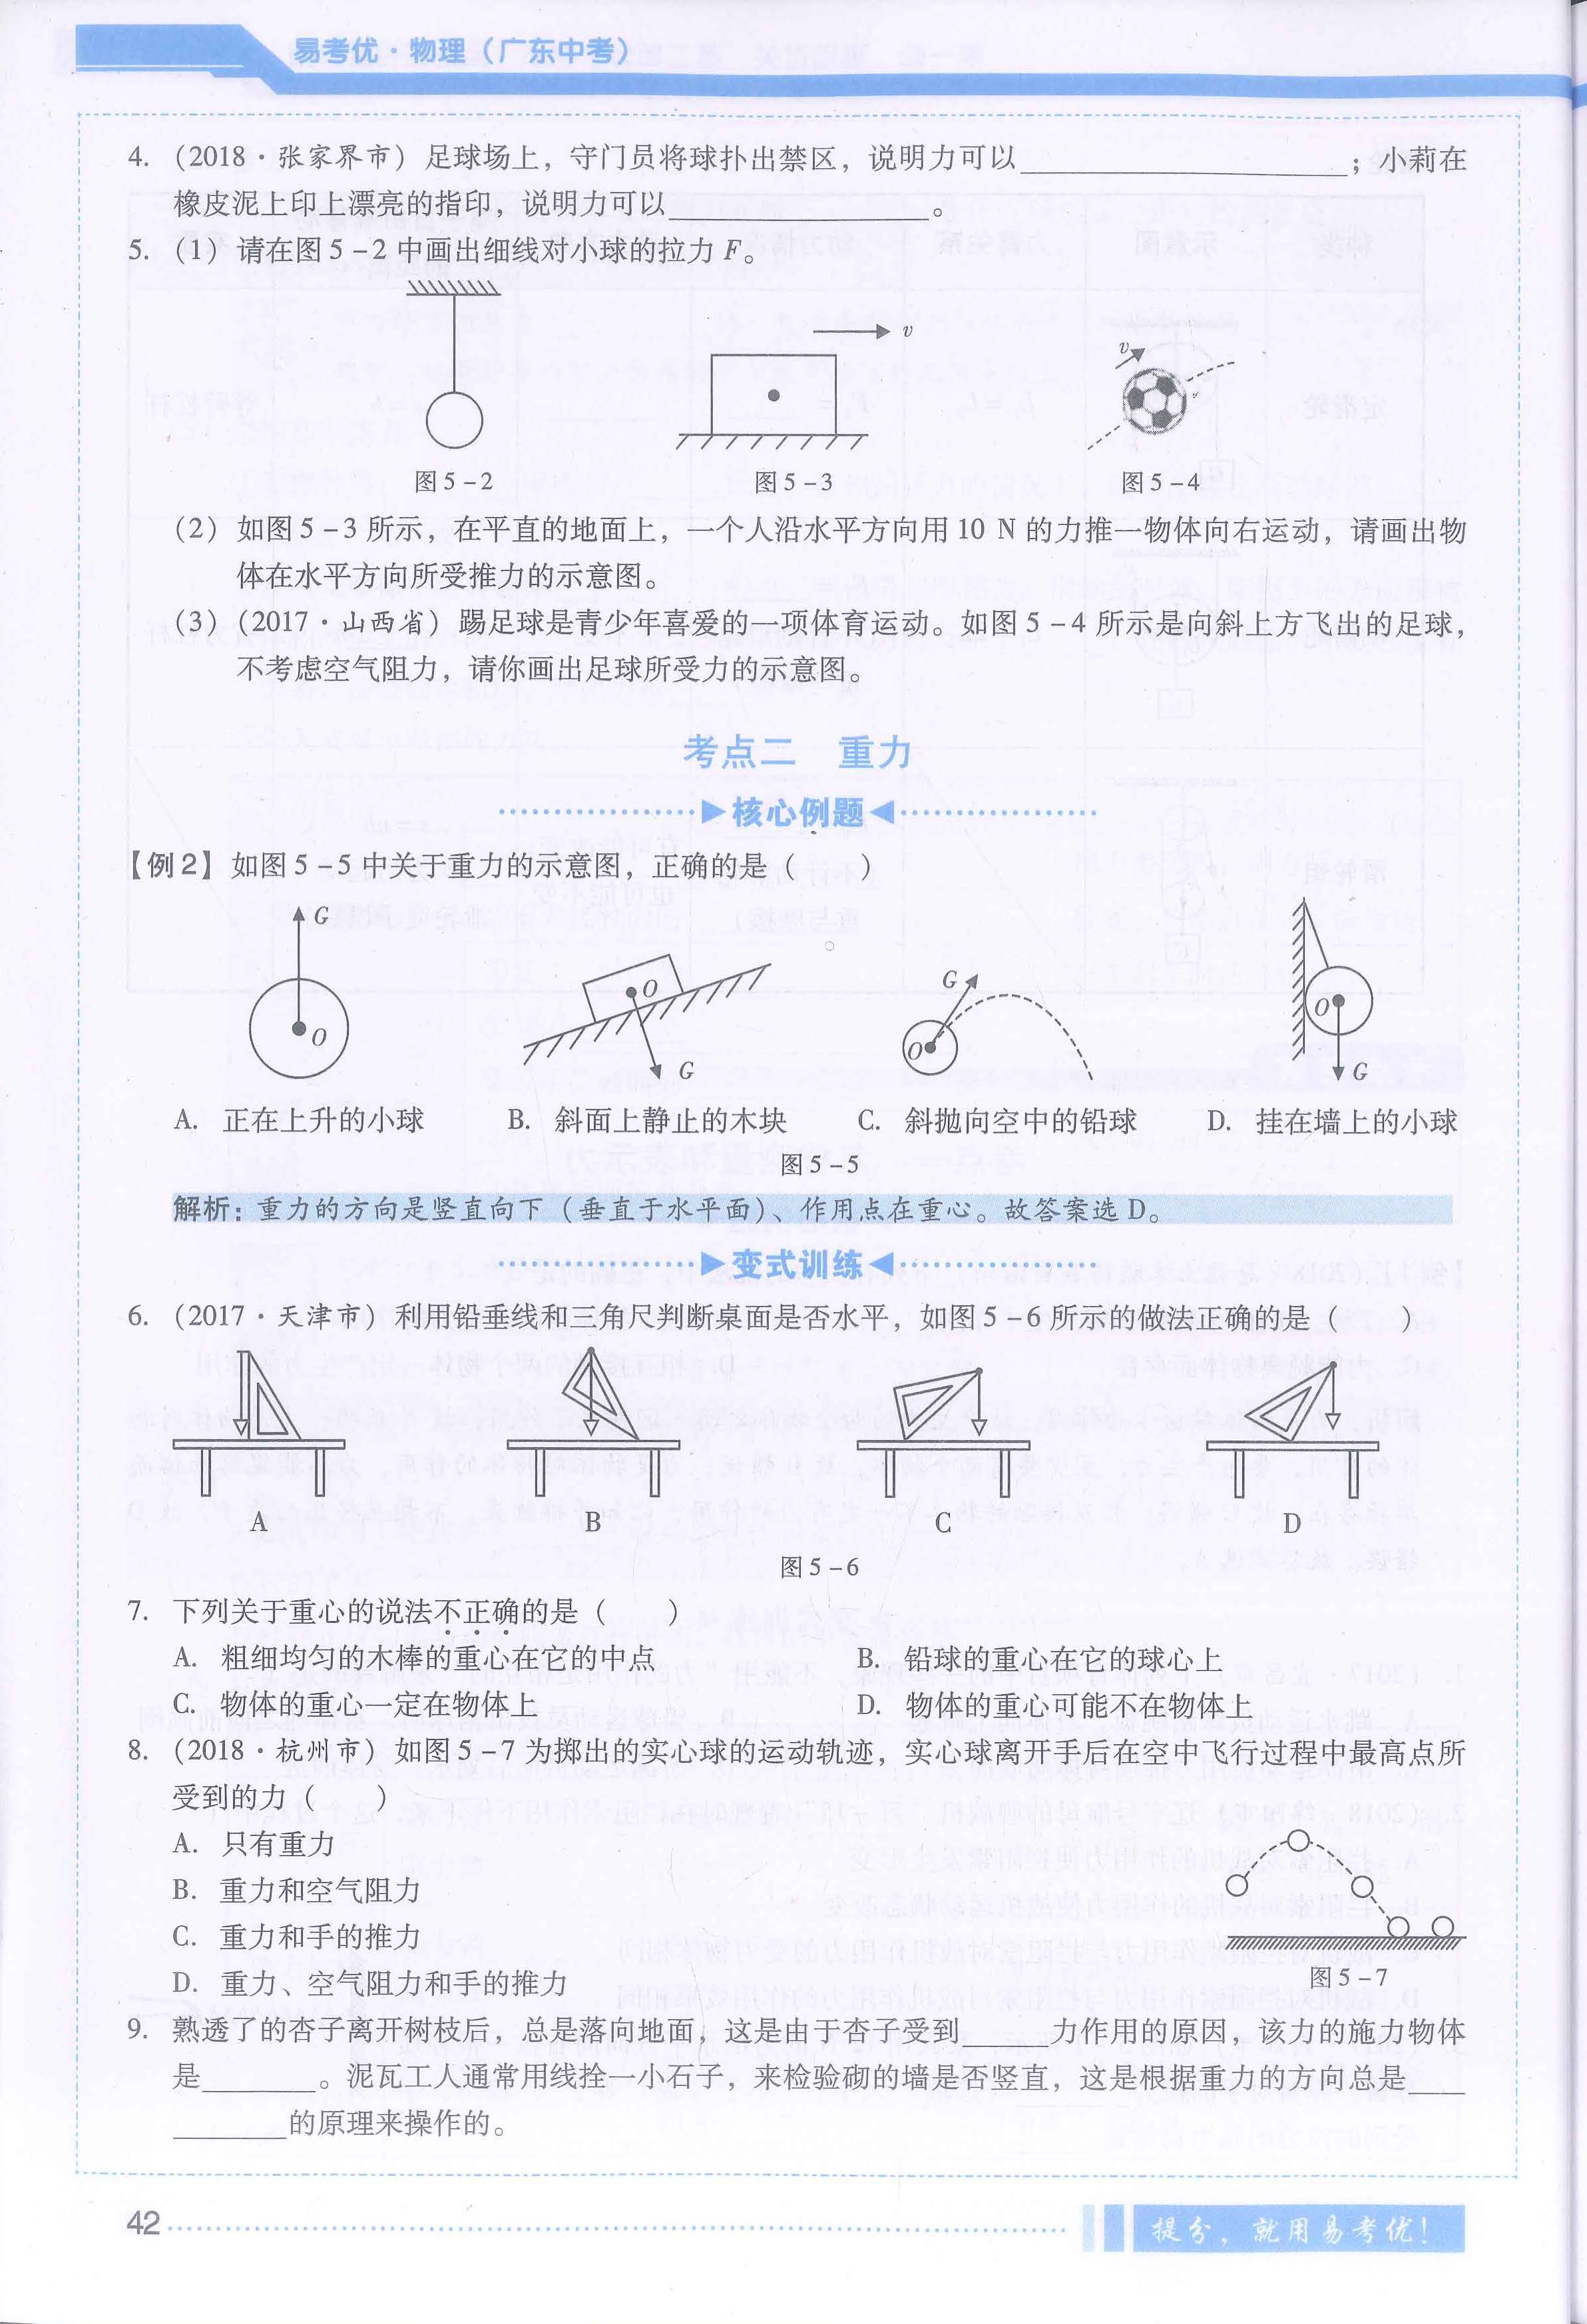 易考优·物理（广东中考）
4. （2018·张家界市）足球场上，守门员将球扑出禁区，说明力可以______；小莉在
橡皮泥上印上漂亮的指印，说明力可以______。
5. （1）请在图5－2中画出细线对小球的拉力F。
v
v
图5－2
图5－3
图5－4
（2）如图5－3所示，在平直的地面上，一个人沿水平方向用10 N的力推一物体向右运动，请画出物
体在水平方向所受推力的示意图。
（3）（2017·山西省）踢足球是青少年喜爱的一项体育运动。如图5－4所示是向斜上方飞出的足球，
不考虑空气阻力，请你画出足球所受力的示意图。
考点二 重力
核心例题
【例2】如图5－5中关于重力的示意图，正确的是（ ）
G
O
O
G
G
O
O
G
A. 正在上升的小球 B. 斜面上静止的木块 C. 斜抛向空中的铅球 D. 挂在墙上的小球
图5－5
解析：重力的方向是竖直向下（垂直于水平面）、作用点在重心。故答案选D。
变式训练
6. （2017·天津市）利用铅垂线和三角尺判断桌面是否水平，如图5－6所示的做法正确的是（ ）
A B C D
图5－6
7. 下列关于重心的说法不正确的是（ ）
A. 粗细均匀的木棒的重心在它的中点 B. 铅球的重心在它的球心上
C. 物体的重心一定在物体上 D. 物体的重心可能不在物体上
8. （2018·杭州市）如图5－7为掷出的实心球的运动轨迹，实心球离开手后在空中飞行过程中最高点所
受到的力（ ）
A. 只有重力
B. 重力和空气阻力
C. 重力和手的推力
D. 重力、空气阻力和手的推力
图5－7
9. 熟透了的杏子离开树枝后，总是落向地面，这是由于杏子受到______力作用的原因，该力的施力物体
是______。泥瓦工人通常用线拴一小石子，来检验砌的墙是否竖直，这是根据重力的方向总是___
______的原理来操作的。
42
提分，就用易考优！